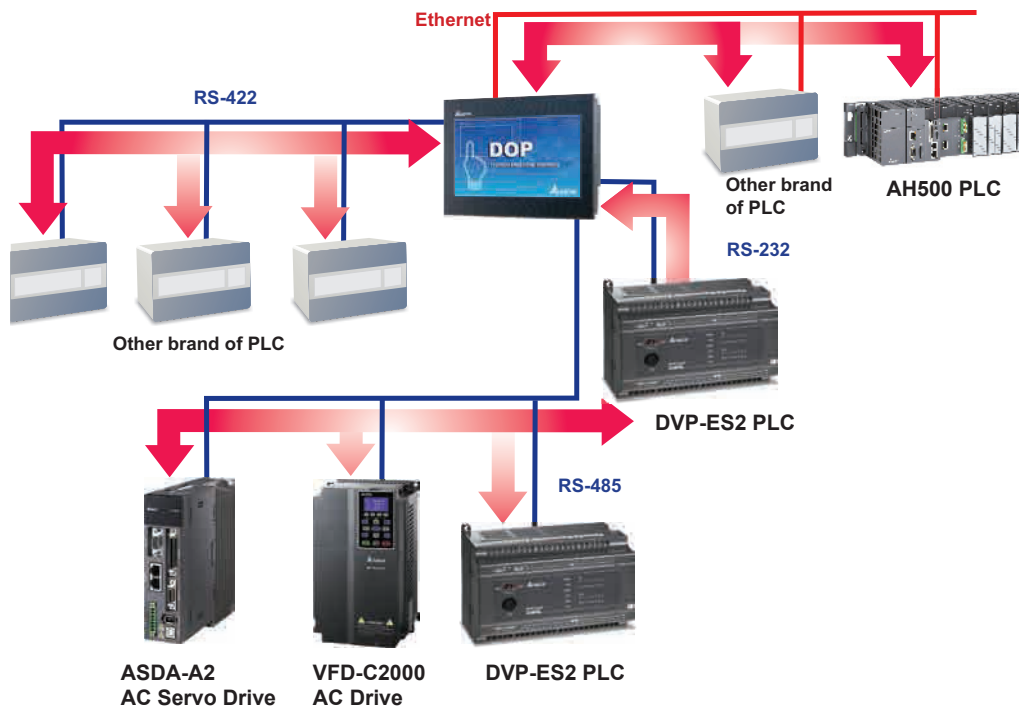 Ethernet
RS-422
DOP
Other brand
of PLC
AH500 PLC
RS-232
Other brand of PLC
DVP-ES2 PLC
RS-485
ASDA-A2
AC Servo Drive
VFD-C2000
AC Drive
DVP-ES2 PLC